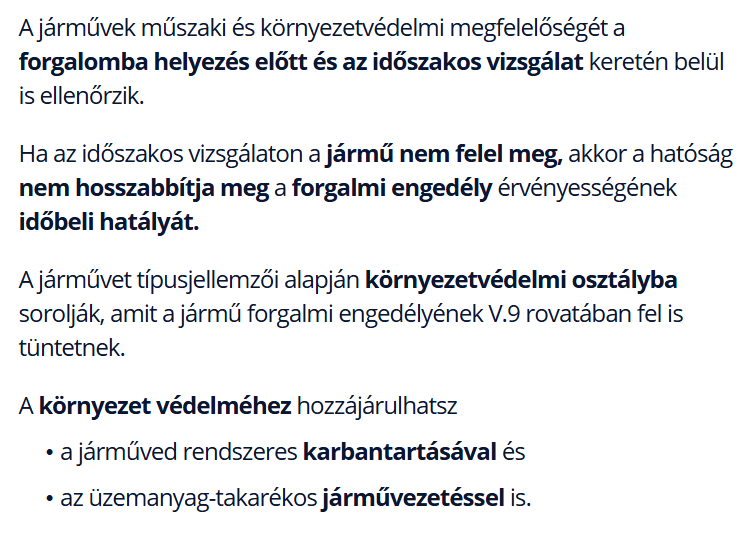 A járművek műszaki és környezetvédelmi megfelelőségét a
forgalomba helyezés előtt és az időszakos vizsgálat keretén belül
is ellenőrzik.
Ha az időszakos vizsgálaton a jármű nem felel meg, akkor a hatóság
nem hosszabbítja meg a forgalmi engedély érvényességének
időbeli hatályát.
A járművet típusjellemzői alapján környezetvédelmi osztályba
sorolják, amit a jármű forgalmi engedélyének V.9 rovatában fel is
tüntetnek.
A környezet védelméhez hozzájárulhatsz
• a járműved rendszeres karbantartásával és
• az üzemanyag-takarékos járművezetéssel is.